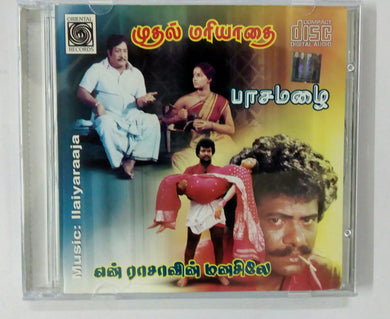 ORIENTAL
RECORDS
முதல் மரியாதை
COMPACT
disc
DIGITAL AUDIO
பாசமழை
Music: Ilaiyaraaja
என் ராசாவின் மனசிலே